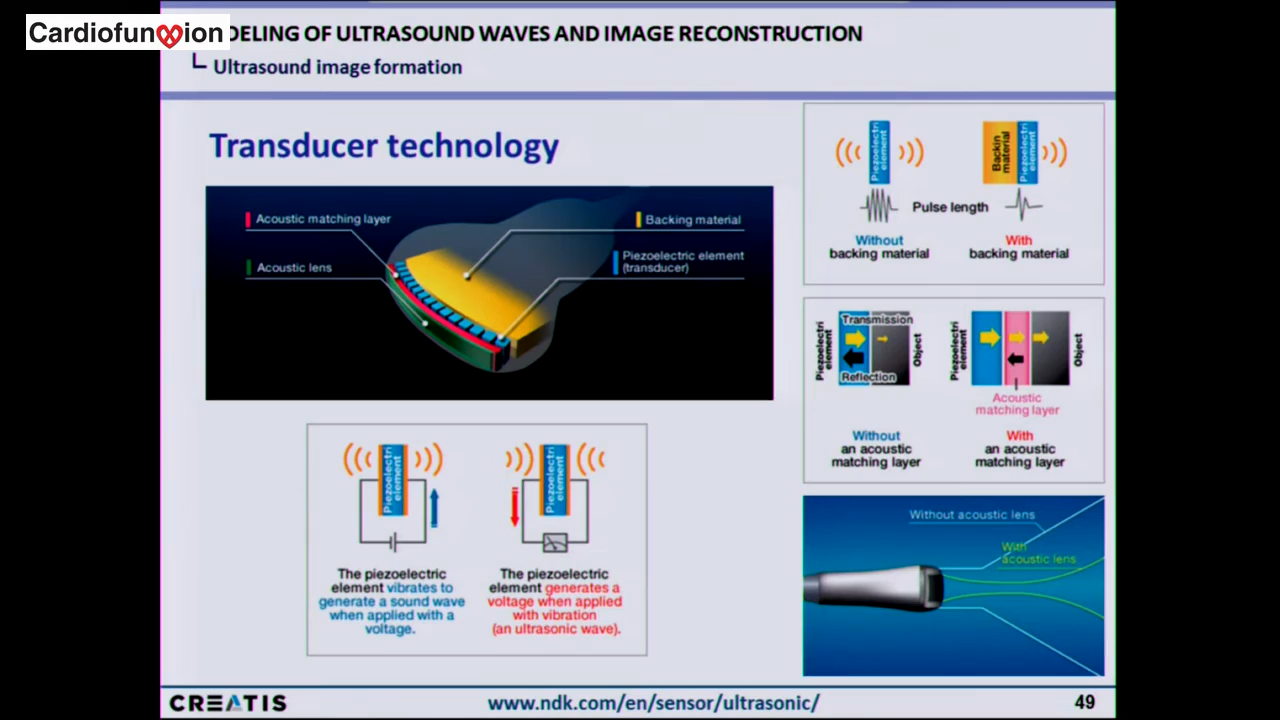 Cardiofun ion
DELING OF ULTRASOUND WAVES AND IMAGE RECONSTRUCTION
Ultrasound image formation
Transducer technology
Acoustic matching layer
Acoustic lens
Backing material
Piezoelectric element
(transducer)
Piezoelectri
element
The piezoelectric
element vibrates to
generate a sound wave
when applied with a
voltage.
Piezoelectri
element
The piezoelectric
element generates a
voltage when applied
with vibration
(an ultrasonic wave).
Piezoelectri
element
Backin
material
Piezoelectri
element
Pulse length
Without
backing material
With
backing material
Piezoelectri
element
Transmission
Reflection
Object
Piezoelectri
element
Object
Acoustic
matching layer
Without
an acoustic
matching layer
With
an acoustic
matching layer
Without acoustic lens
With
acoustic lens
CREATIS
www.ndk.com/en/sensor/ultrasonic/
49